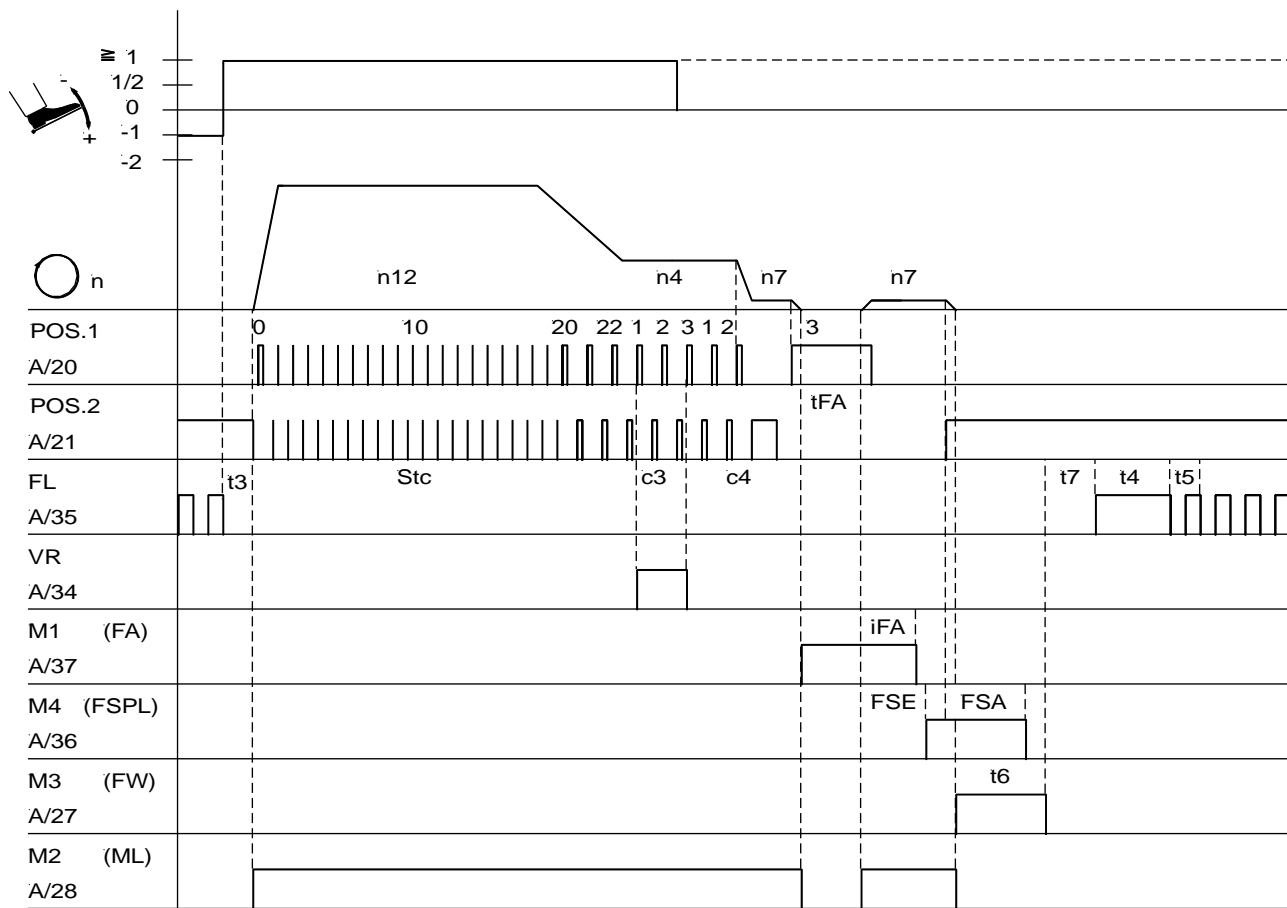 ≧ 1
1/2
-
0
-1
+
-2
n
n12
n4
n7
n7
POS.1
0
10
20
22
1
2
3
1
2
3
A/20
POS.2
tFA
A/21
FL
t3
Stc
c3
c4
t7
t4
t5
A/35
VR
A/34
M1 (FA)
iFA
A/37
M4 (FSPL)
FSE
FSA
A/36
M3 (FW)
t6
A/27
M2 (ML)
A/28